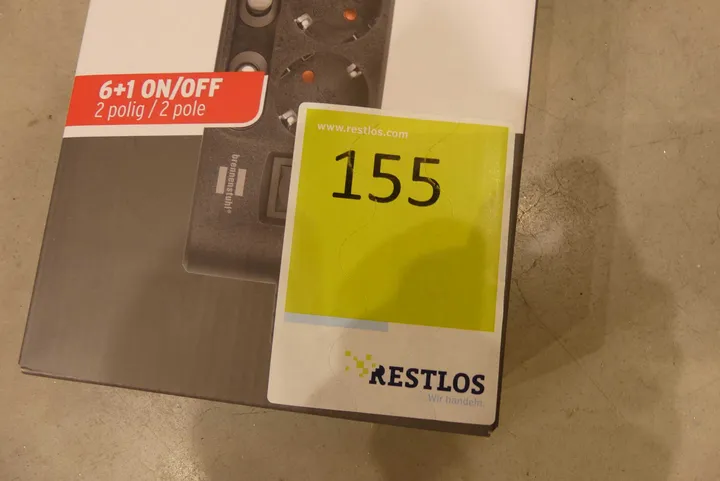 6+1 ON/OFF
2 polig / 2 pole
brennenstuhl®
www.restlos.com
155
RESTLOS
Wir handeln.